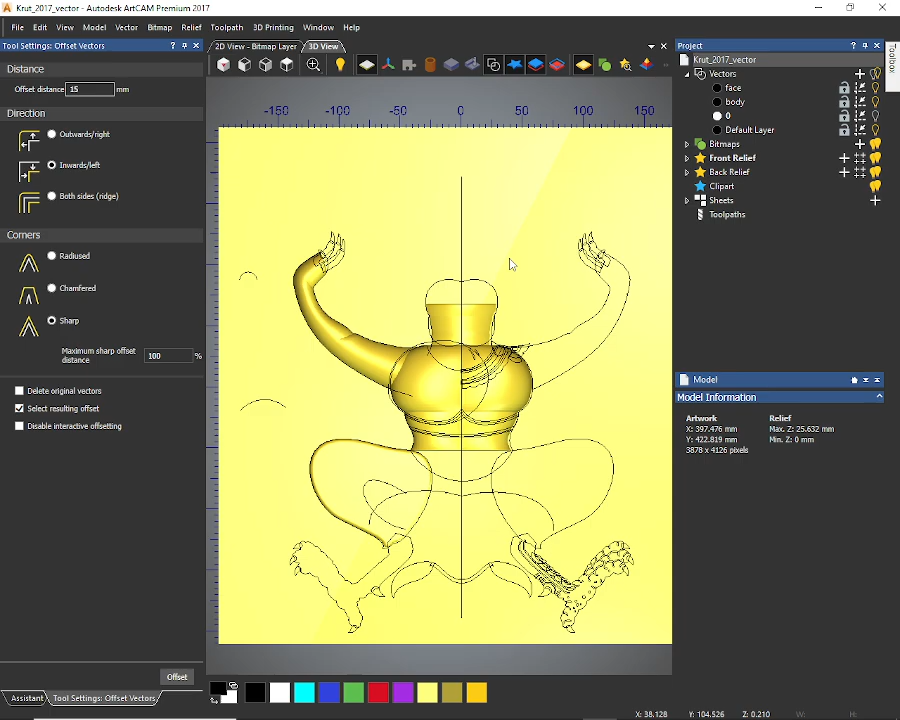 Krut_2017_vector - Autodesk ArtCAM Premium 2017
File Edit View Model Vector Bitmap Relief Toolpath 3D Printing Window Help
Tool Settings: Offset Vectors
2D View - Bitmap Layer
3D View
Distance
Offset distance 15 mm
Direction
Outwards/right
Inwards/left
Both sides (ridge)
Corners
Radiused
Chamfered
Sharp
Maximum sharp offset
distance
100 %
Delete original vectors
Select resulting offset
Disable interactive offsetting
Offset
Assistant
Tool Settings: Offset Vectors
-150 -100 -50 0 50 100 150
Project
Toolbox
Krut_2017_vector
Vectors
face
body
0
Default Layer
Bitmaps
Front Relief
Back Relief
Clipart
Sheets
Toolpaths
Model
Model Information
Artwork
X: 397.476 mm
Y: 422.819 mm
3878 x 4126 pixels
Relief
Max. Z: 25.632 mm
Min. Z: 0 mm
X: 38.128 Y: 104.526 Z: 0.210 W: H: